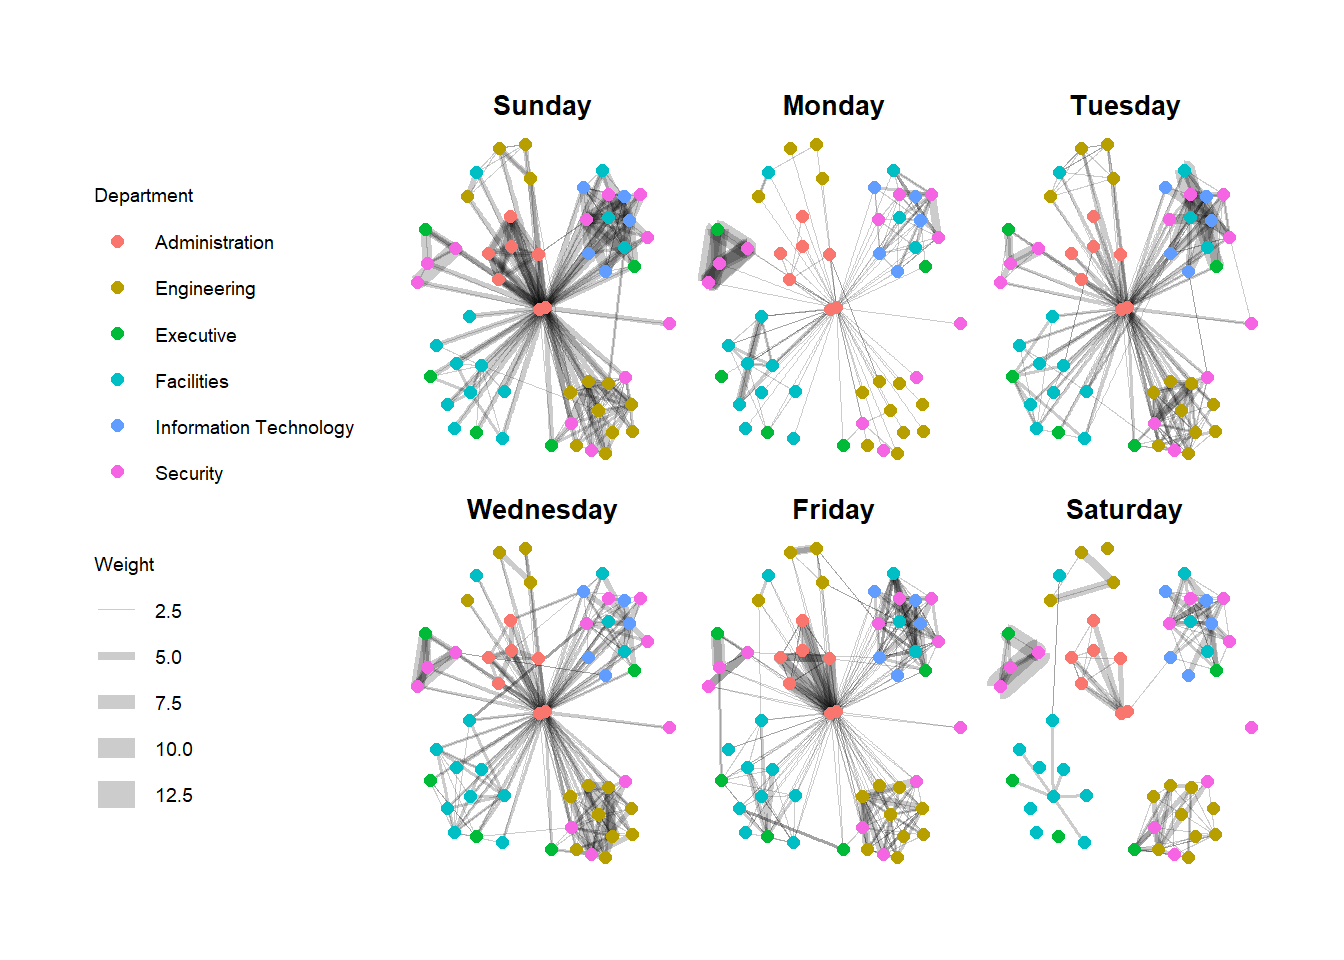 Sunday
Monday
Tuesday
Department
Administration
Engineering
Executive
Facilities
Information Technology
Security
Wednesday
Friday
Saturday
Weight
2.5
5.0
7.5
10.0
12.5